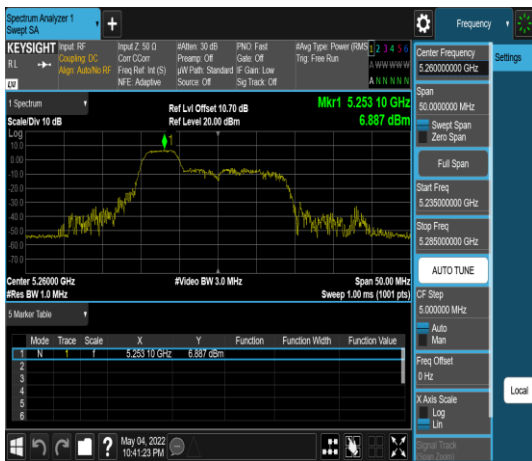 Spectrum Analyzer 1
Swept SA
+
Frequency
KEYSIGHT
RL
Input: RF
Coupling: DC
Align: Auto/No RF
Input Z: 50 Ω
Corr CCorr
Freq Ref: Int (S)
NFE: Adaptive
#Atten: 30 dB
Preamp: Off
µW Path: Standard
Source: Off
PNO: Fast
Gate: Off
IF Gain: Low
Sig Track: Off
#Avg Type: Power (RMS)
Trig: Free Run
1 2 3 4 5 6
A W W W W W
A N N N N N
1 Spectrum
Scale/Div 10 dB
Ref Lvl Offset 10.70 dB
Ref Level 20.00 dBm
Mkr1 5.253 10 GHz
6.887 dBm
Log
10.0
0.00
-10.0
-20.0
-30.0
-40.0
-50.0
-60.0
-70.0
1
Center 5.26000 GHz
#Res BW 1.0 MHz
#Video BW 3.0 MHz
Span 50.00 MHz
Sweep 1.00 ms (1001 pts)
5 Marker Table
Mode Trace Scale X Y Function Function Width Function Value
1 N 1 f 5.253 10 GHz 6.887 dBm
2
3
4
5
6
May 04, 2022
10:41:23 PM
Center Frequency
5.260000000 GHz
Settings
Span
50.0000000 MHz
Swept Span
Zero Span
Full Span
Start Freq
5.235000000 GHz
Stop Freq
5.285000000 GHz
AUTO TUNE
CF Step
5.000000 MHz
Auto
Man
Freq Offset
0 Hz
X Axis Scale
Log
Lin
Local
Signal Track
(Span Zoom)